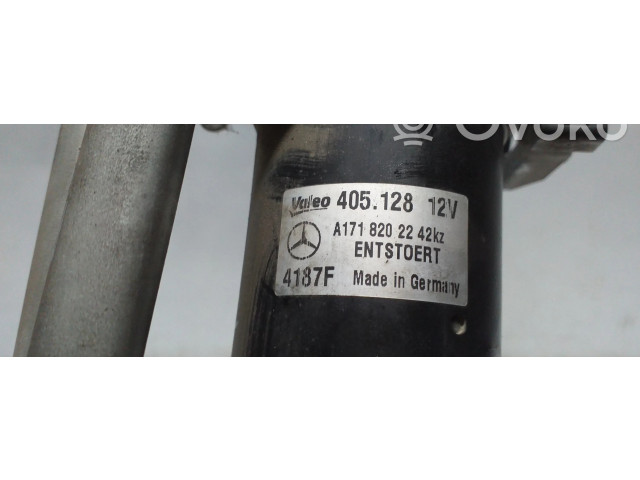 OVOKO
Valeo 405.128 12V
A171 820 22 42kz
ENTSTOERT
4187F Made in Germany